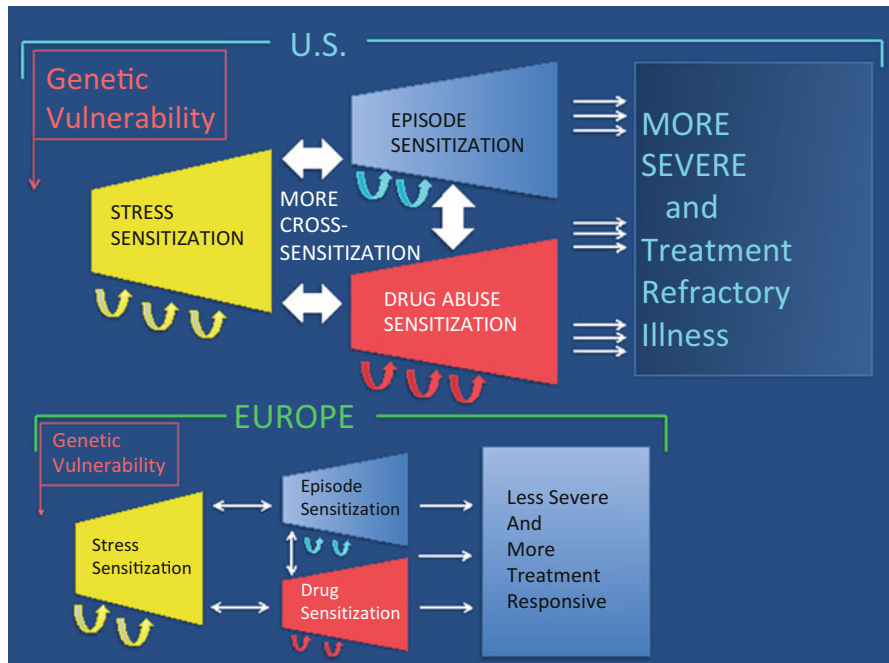 U.S.
Genetic
Vulnerability
EPISODE
SENSITIZATION
STRESS
SENSITIZATION
MORE
CROSS-
SENSITIZATION
DRUG ABUSE
SENSITIZATION
MORE
SEVERE
and
Treatment
Refractory
Illness
EUROPE
Genetic
Vulnerability
Episode
Sensitization
Stress
Sensitization
Drug
Sensitization
Less Severe
And
More
Treatment
Responsive